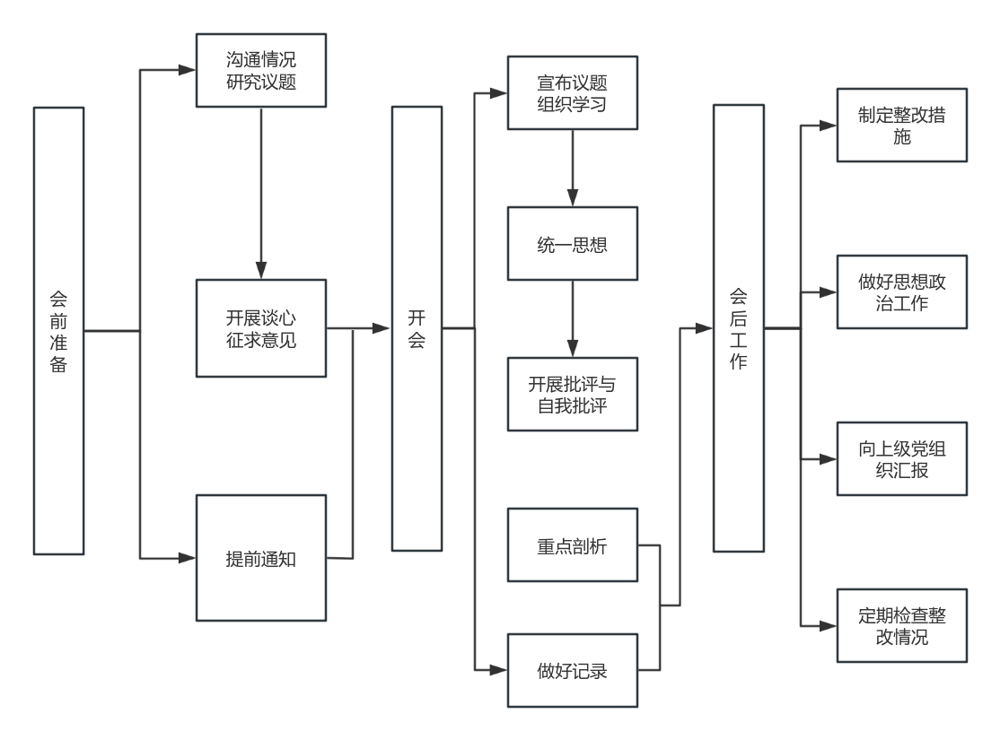 会前准备
沟通情况
研究议题
开展谈心
征求意见
提前通知
开会
宣布议题
组织学习
统一思想
开展批评与
自我批评
重点剖析
做好记录
会后工作
制定整改措
施
做好思想政
治工作
向上级党组
织汇报
定期检查整
改情况